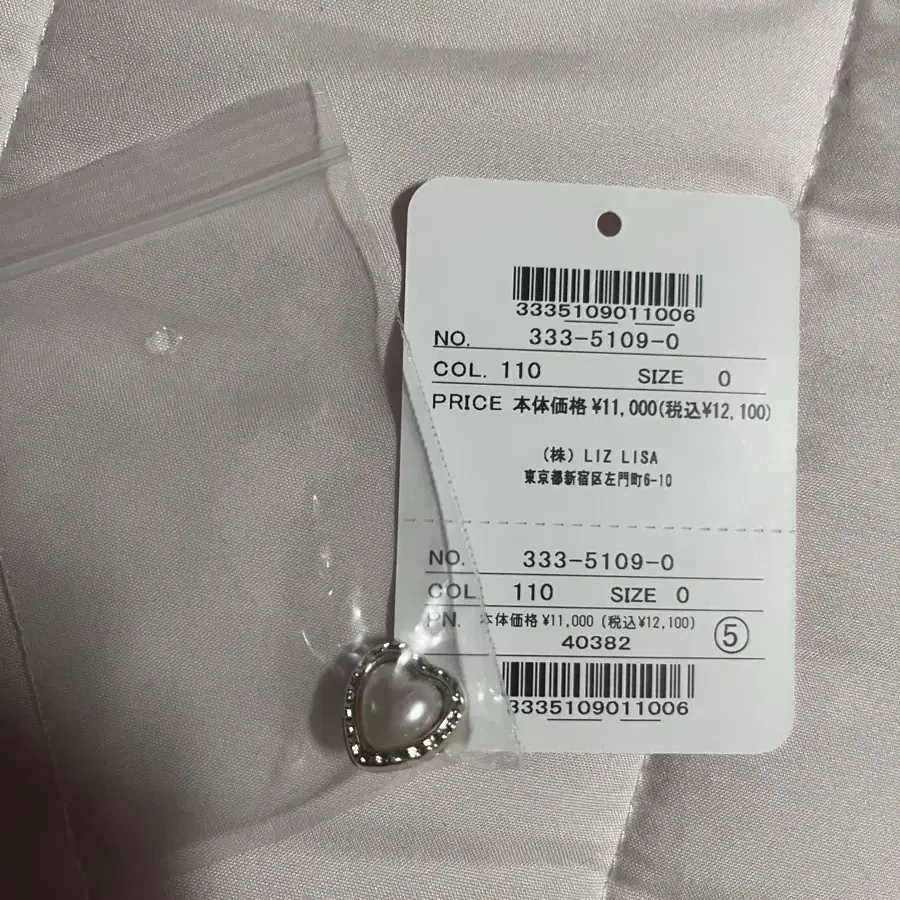 3335109011006
NO. 333-5109-0
COL. 110 SIZE 0
PRICE 本体価格 ¥11,000(税込¥12,100)
(株) LIZ LISA
東京都新宿区左門町6-10
NO. 333-5109-0
COL. 110 SIZE 0
PN. 本体価格 ¥11,000 (税込¥12,100)
40382 ⑤
3335109011006